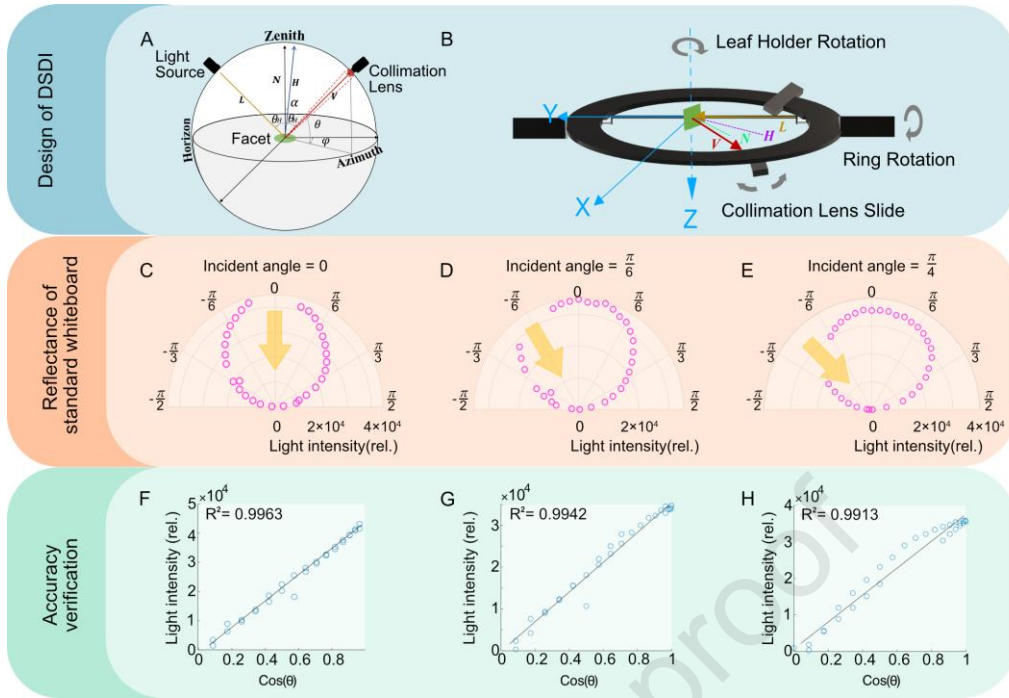 Design of DSDI
A
Zenith
Light
Source
Collimation
Lens
N
H
L
V
α
θH
θH
θ
Facet
φ
Horizon
Azimuth
B
Leaf Holder Rotation
Y
L
H
N
V
Ring Rotation
X
Z
Collimation Lens Slide
Reflectance of
standard whiteboard
C
Incident angle = 0
0
-π/6
π/6
-π/3
π/3
-π/2
π/2
0
2×10⁴
4×10⁴
Light intensity(rel.)
D
Incident angle = π/6
0
-π/6
π/6
-π/3
π/3
-π/2
π/2
0
2×10⁴
Light intensity(rel.)
E
Incident angle = π/4
0
-π/6
π/6
-π/3
π/3
-π/2
π/2
0
2×10⁴
4×10⁴
Light intensity(rel.)
Accuracy
verification
F
×10⁴
R²= 0.9963
5
4
3
2
1
0
Light intensity (rel.)
0 0.2 0.4 0.6 0.8
Cos(θ)
G
×10⁴
R²= 0.9942
3
2
1
0
Light intensity (rel.)
0 0.2 0.4 0.6 0.8 1
Cos(θ)
H
×10⁴
R²= 0.9913
4
3
2
1
0
Light intensity (rel.)
0 0.2 0.4 0.6 0.8 1
Cos(θ)
proof